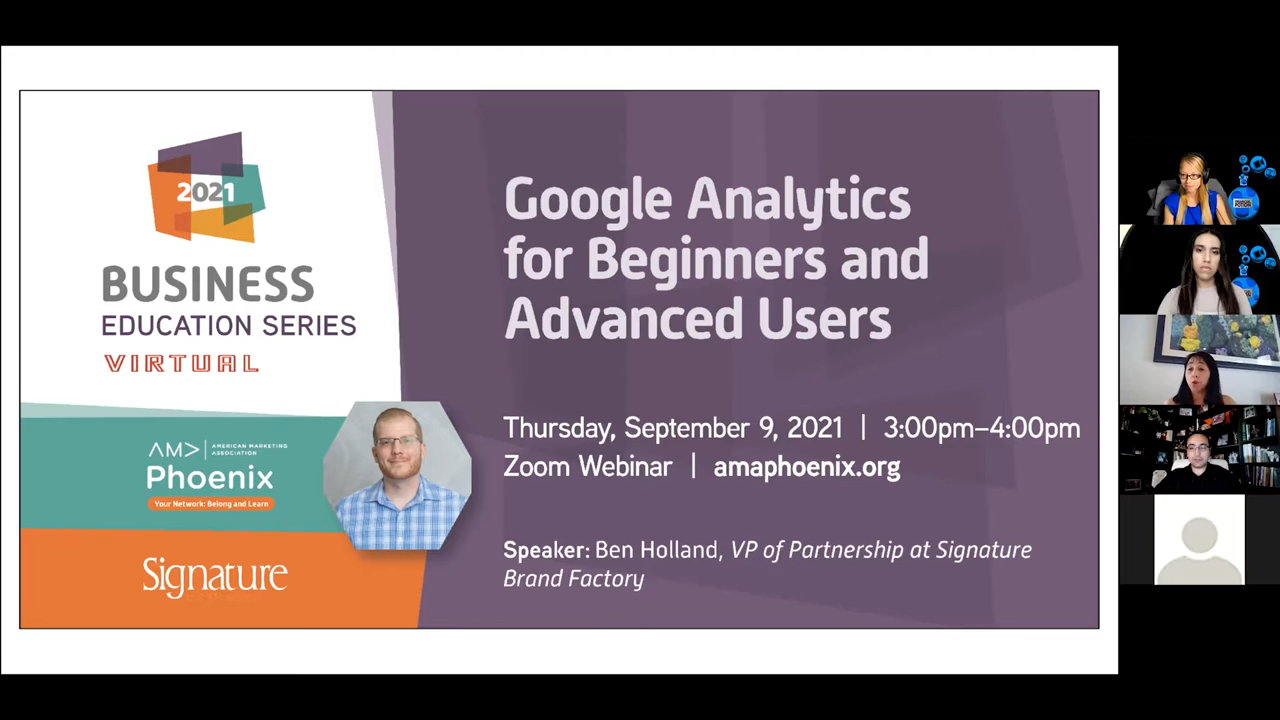 2021
BUSINESS
EDUCATION SERIES
VIRTUAL
AMA
AMERICAN MARKETING
ASSOCIATION
Phoenix
Your Network: Belong and Learn
Signature
Google Analytics
for Beginners and
Advanced Users
Thursday, September 9, 2021 | 3:00pm–4:00pm
Zoom Webinar | amaphoenix.org
Speaker: Ben Holland, VP of Partnership at Signature
Brand Factory